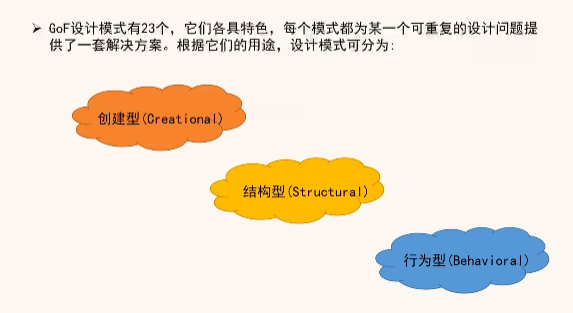 ➢ GoF设计模式有23个，它们各具特色，每个模式都为某一个可重复的设计问题提
供了一套解决方案。根据它们的用途，设计模式可分为:
创建型(Creational)
结构型(Structural)
行为型(Behavioral)